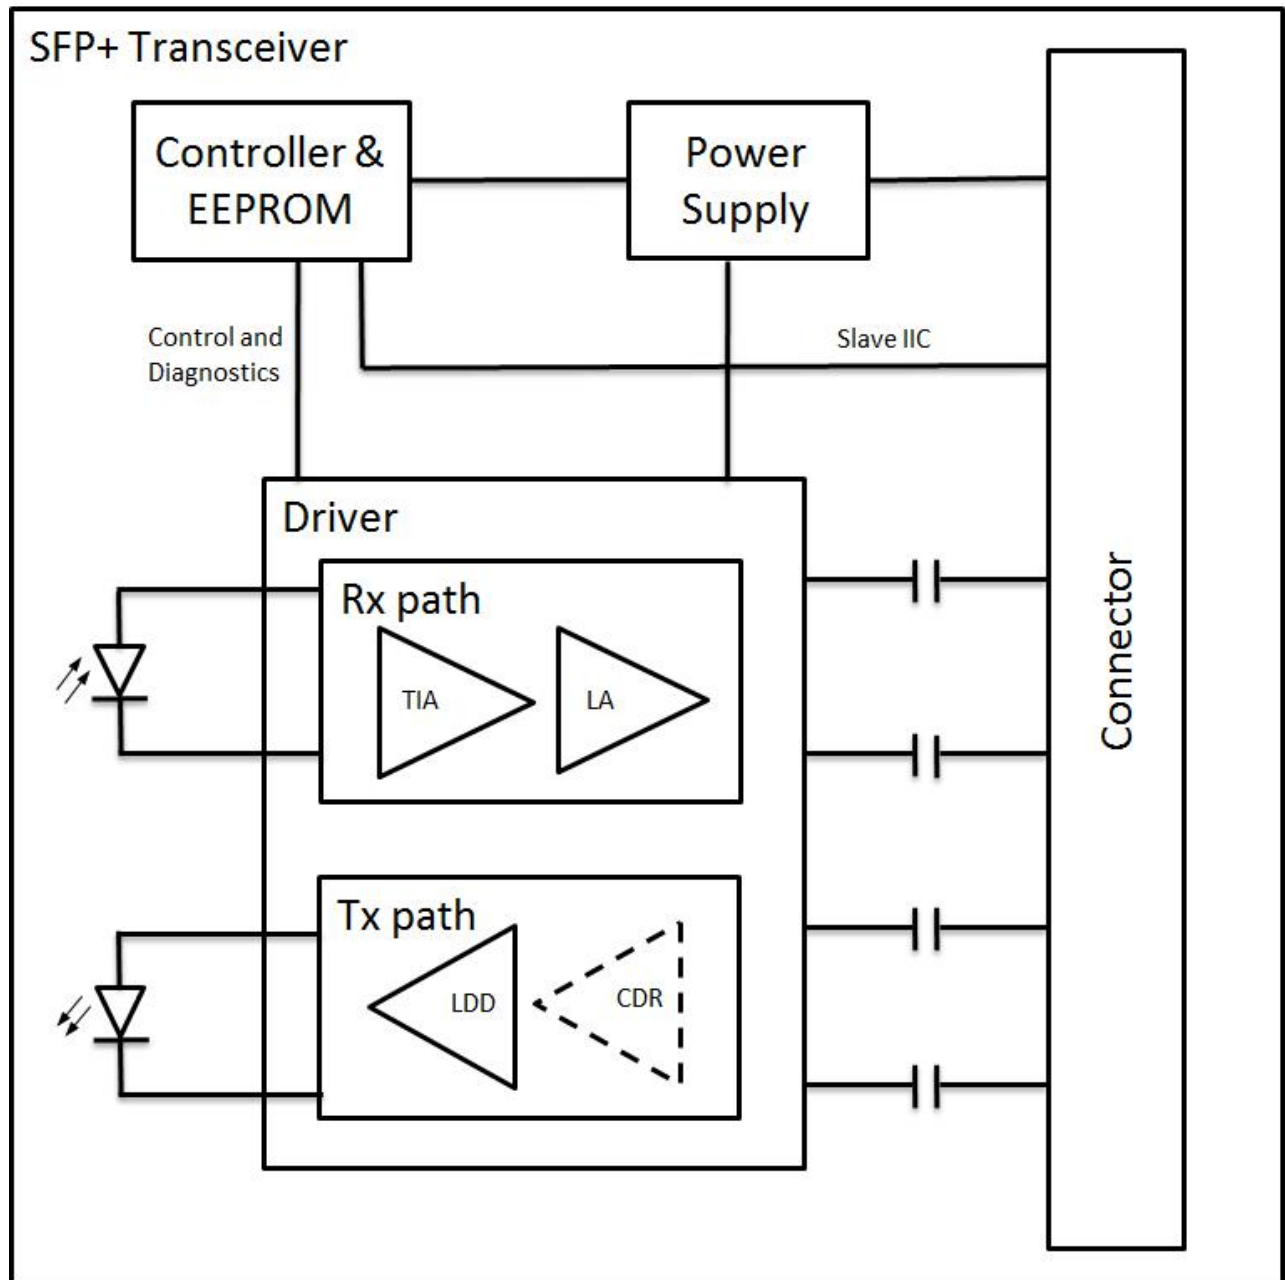 SFP+ Transceiver
Controller &
EEPROM
Power
Supply
Control and
Diagnostics
Slave IIC
Driver
Rx path
TIA
LA
Connector
Tx path
LDD
CDR